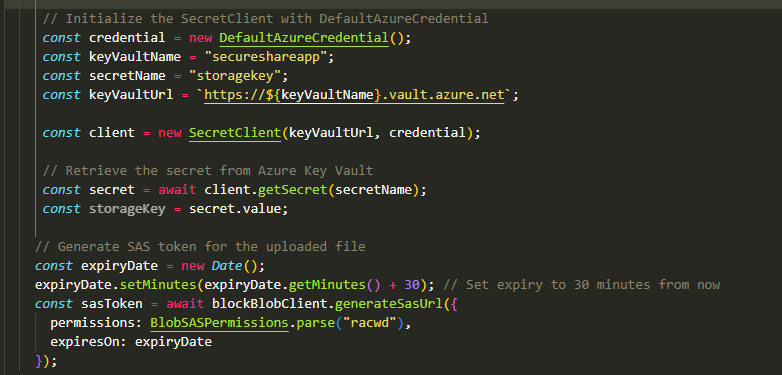 // Initialize the SecretClient with DefaultAzureCredential
const credential = new DefaultAzureCredential();
const keyVaultName = "secureshareapp";
const secretName = "storagekey";
const keyVaultUrl = `https://${keyVaultName}.vault.azure.net`;
const client = new SecretClient(keyVaultUrl, credential);
// Retrieve the secret from Azure Key Vault
const secret = await client.getSecret(secretName);
const storageKey = secret.value;
// Generate SAS token for the uploaded file
const expiryDate = new Date();
expiryDate.setMinutes(expiryDate.getMinutes() + 30); // Set expiry to 30 minutes from now
const sasToken = await blockBlobClient.generateSasUrl({
permissions: BlobSASPermissions.parse("racwd"),
expiresOn: expiryDate
});